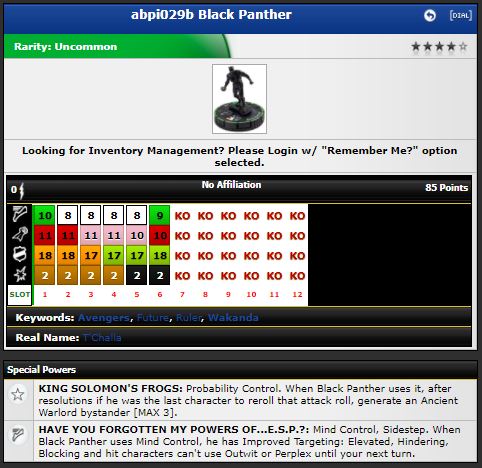 abpi029b Black Panther
[DIAL]
Rarity: Uncommon
Looking for Inventory Management? Please Login w/ "Remember Me?" option
selected.
0 No Affiliation 85 Points
10 8 8 8 8 9 KO KO KO KO KO KO
11 11 11 11 10 10 KO KO KO KO KO KO
18 18 17 17 18 18 KO KO KO KO KO KO
2 2 2 2 2 2 KO KO KO KO KO KO
SLOT 1 2 3 4 5 6 7 8 9 10 11 12
Keywords: Avengers, Future, Ruler, Wakanda
Real Name: T'Challa
Special Powers
KING SOLOMON'S FROGS: Probability Control. When Black Panther uses it, after
resolutions if he was the last character to reroll that attack roll, generate an Ancient
Warlord bystander [MAX 3].
HAVE YOU FORGOTTEN MY POWERS OF...E.S.P.?: Mind Control, Sidestep. When
Black Panther uses Mind Control, he has Improved Targeting: Elevated, Hindering,
Blocking and hit characters can't use Outwit or Perplex until your next turn.